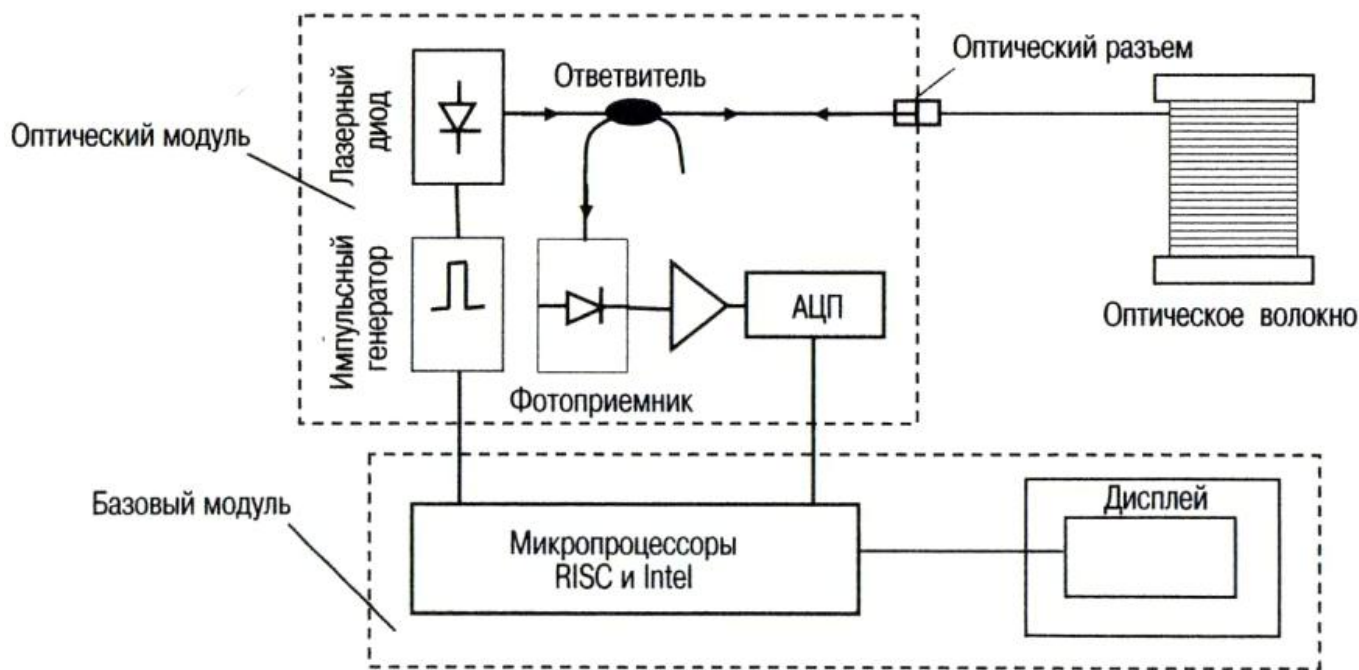 Оптический разъем
Ответвитель
Лазерный
диод
Оптический модуль
Импульсный
генератор
АЦП
Оптическое волокно
Фотоприемник
Базовый модуль
Дисплей
Микропроцессоры
RISC и Intel